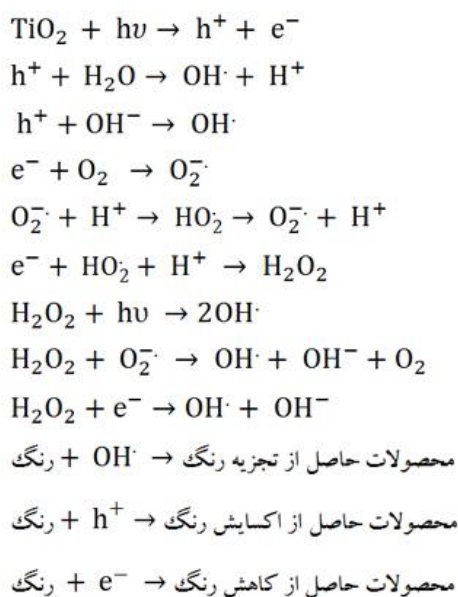 TiO₂ + hυ → h⁺ + e⁻
h⁺ + H₂O → OH· + H⁺
h⁺ + OH⁻ → OH·
e⁻ + O₂ → O₂⁻·
O₂⁻· + H⁺ → HO₂· → O₂⁻· + H⁺
e⁻ + HO₂· + H⁺ → H₂O₂
H₂O₂ + hυ → 2OH·
H₂O₂ + O₂⁻· → OH· + OH⁻ + O₂
H₂O₂ + e⁻ → OH· + OH⁻
رنگ + OH· → محصولات حاصل از تجزیه رنگ
رنگ + h⁺ → محصولات حاصل از اکسایش رنگ
رنگ + e⁻ → محصولات حاصل از کاهش رنگ